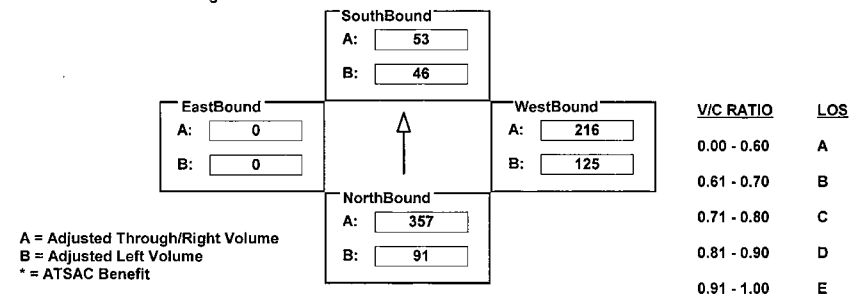 SouthBound
A: 53
B: 46
EastBound
A: 0
B: 0
WestBound
A: 216
B: 125
NorthBound
A: 357
B: 91
A = Adjusted Through/Right Volume
B = Adjusted Left Volume
* = ATSAC Benefit
V/C RATIO LOS
0.00 - 0.60 A
0.61 - 0.70 B
0.71 - 0.80 C
0.81 - 0.90 D
0.91 - 1.00 E